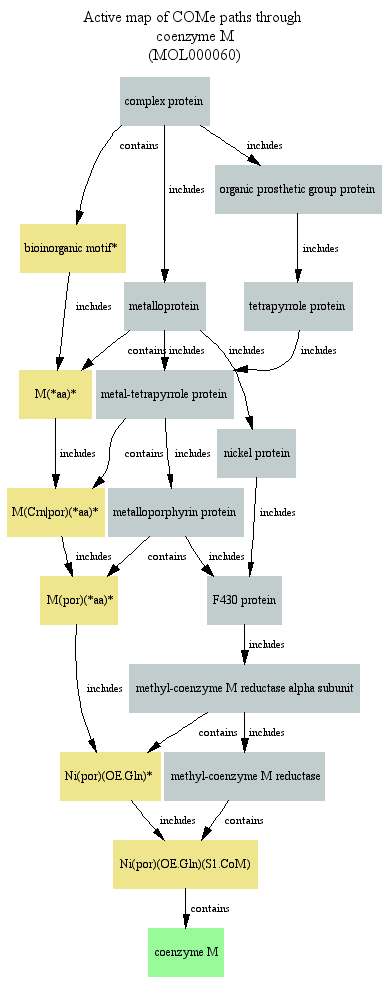 Active map of COMe paths through
coenzyme M
(MOL000060)
complex protein
contains
includes
includes
organic prosthetic group protein
bioinorganic motif*
includes
includes
metalloprotein
tetrapyrrole protein
contains
includes
includes
includes
M(*aa)*
metal-tetrapyrrole protein
nickel protein
includes
contains
includes
includes
M(Crn|por)(*aa)*
metalloporphyrin protein
includes
contains
includes
M(por)(*aa)*
F430 protein
includes
includes
methyl-coenzyme M reductase alpha subunit
contains
includes
Ni(por)(OE.Gln)*
methyl-coenzyme M reductase
includes
contains
Ni(por)(OE.Gln)(S1.CoM)
contains
coenzyme M